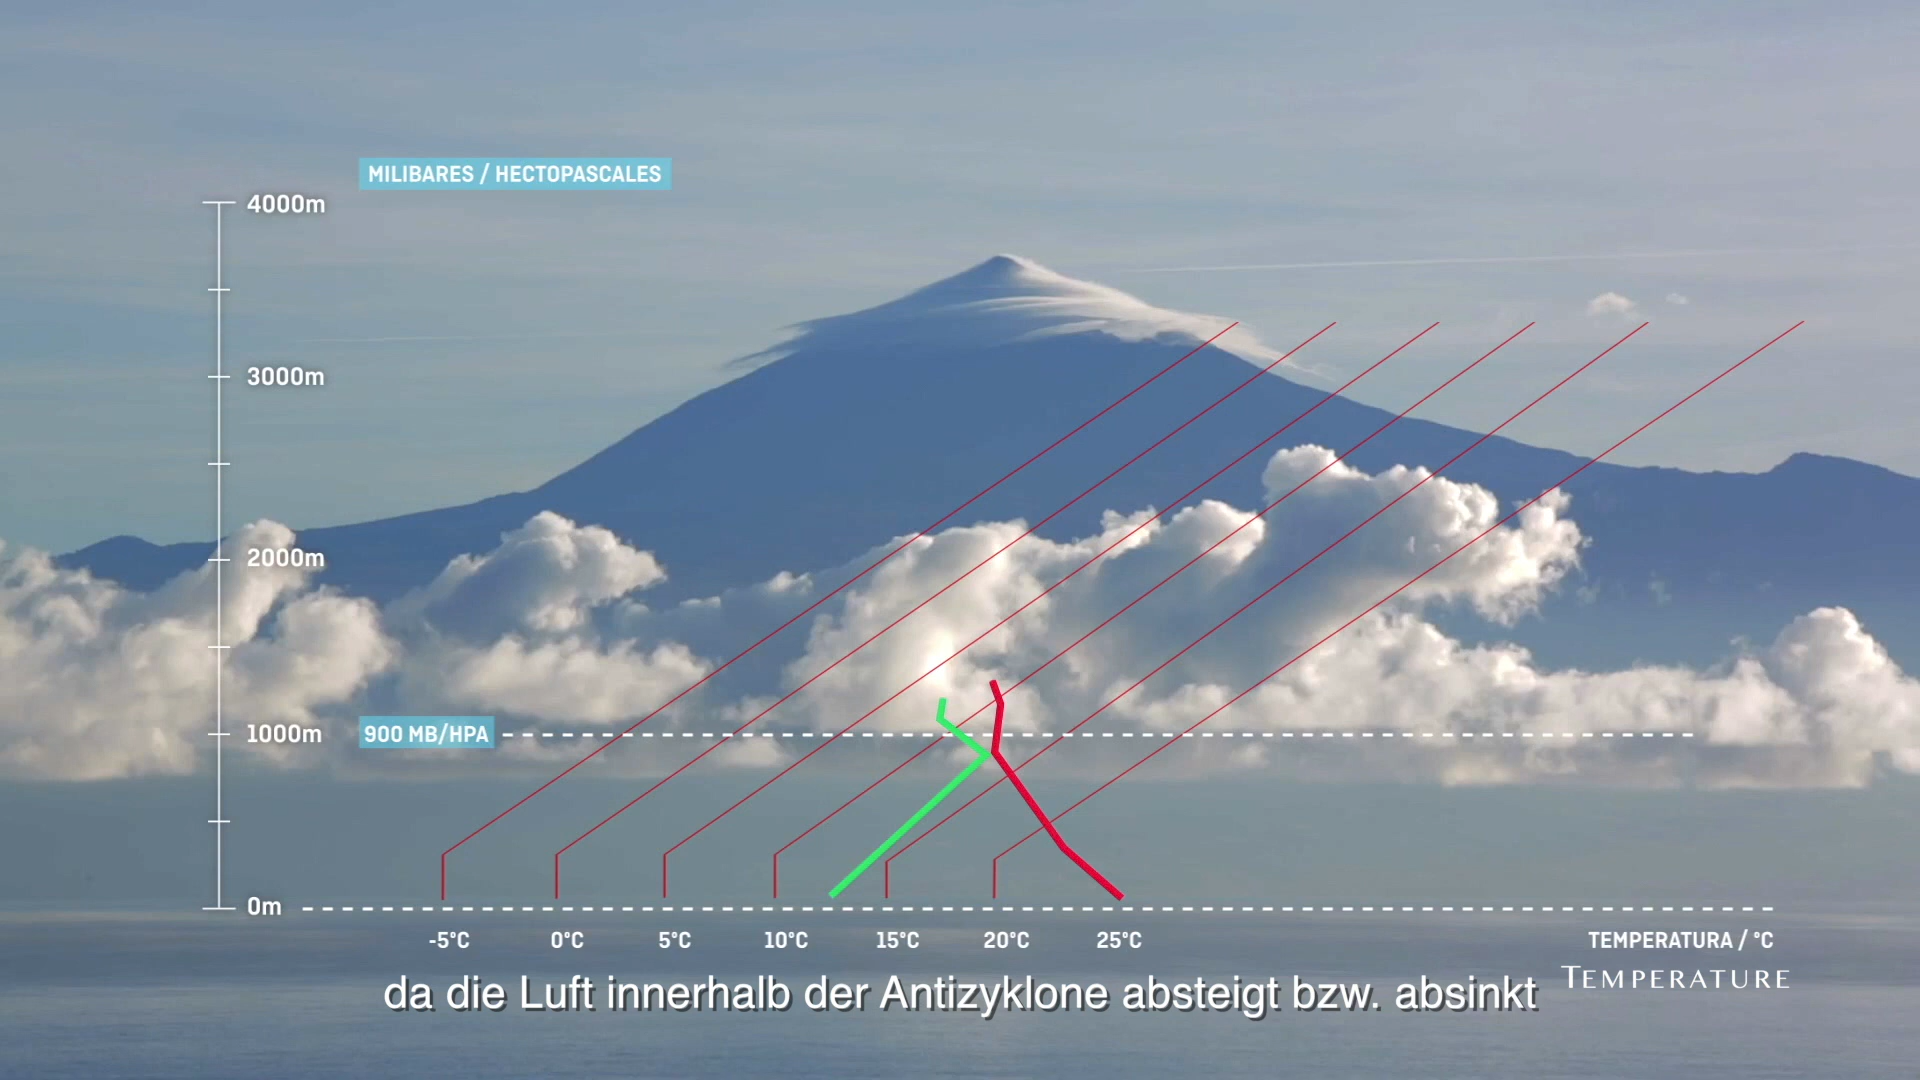 MILIBARES / HECTOPASCALES
4000m
3000m
2000m
1000m
900 MB/HPA
0m
-5°C 0°C 5°C 10°C 15°C 20°C 25°C
TEMPERATURA / °C
TEMPERATURE
da die Luft innerhalb der Antizyklone absteigt bzw. absinkt